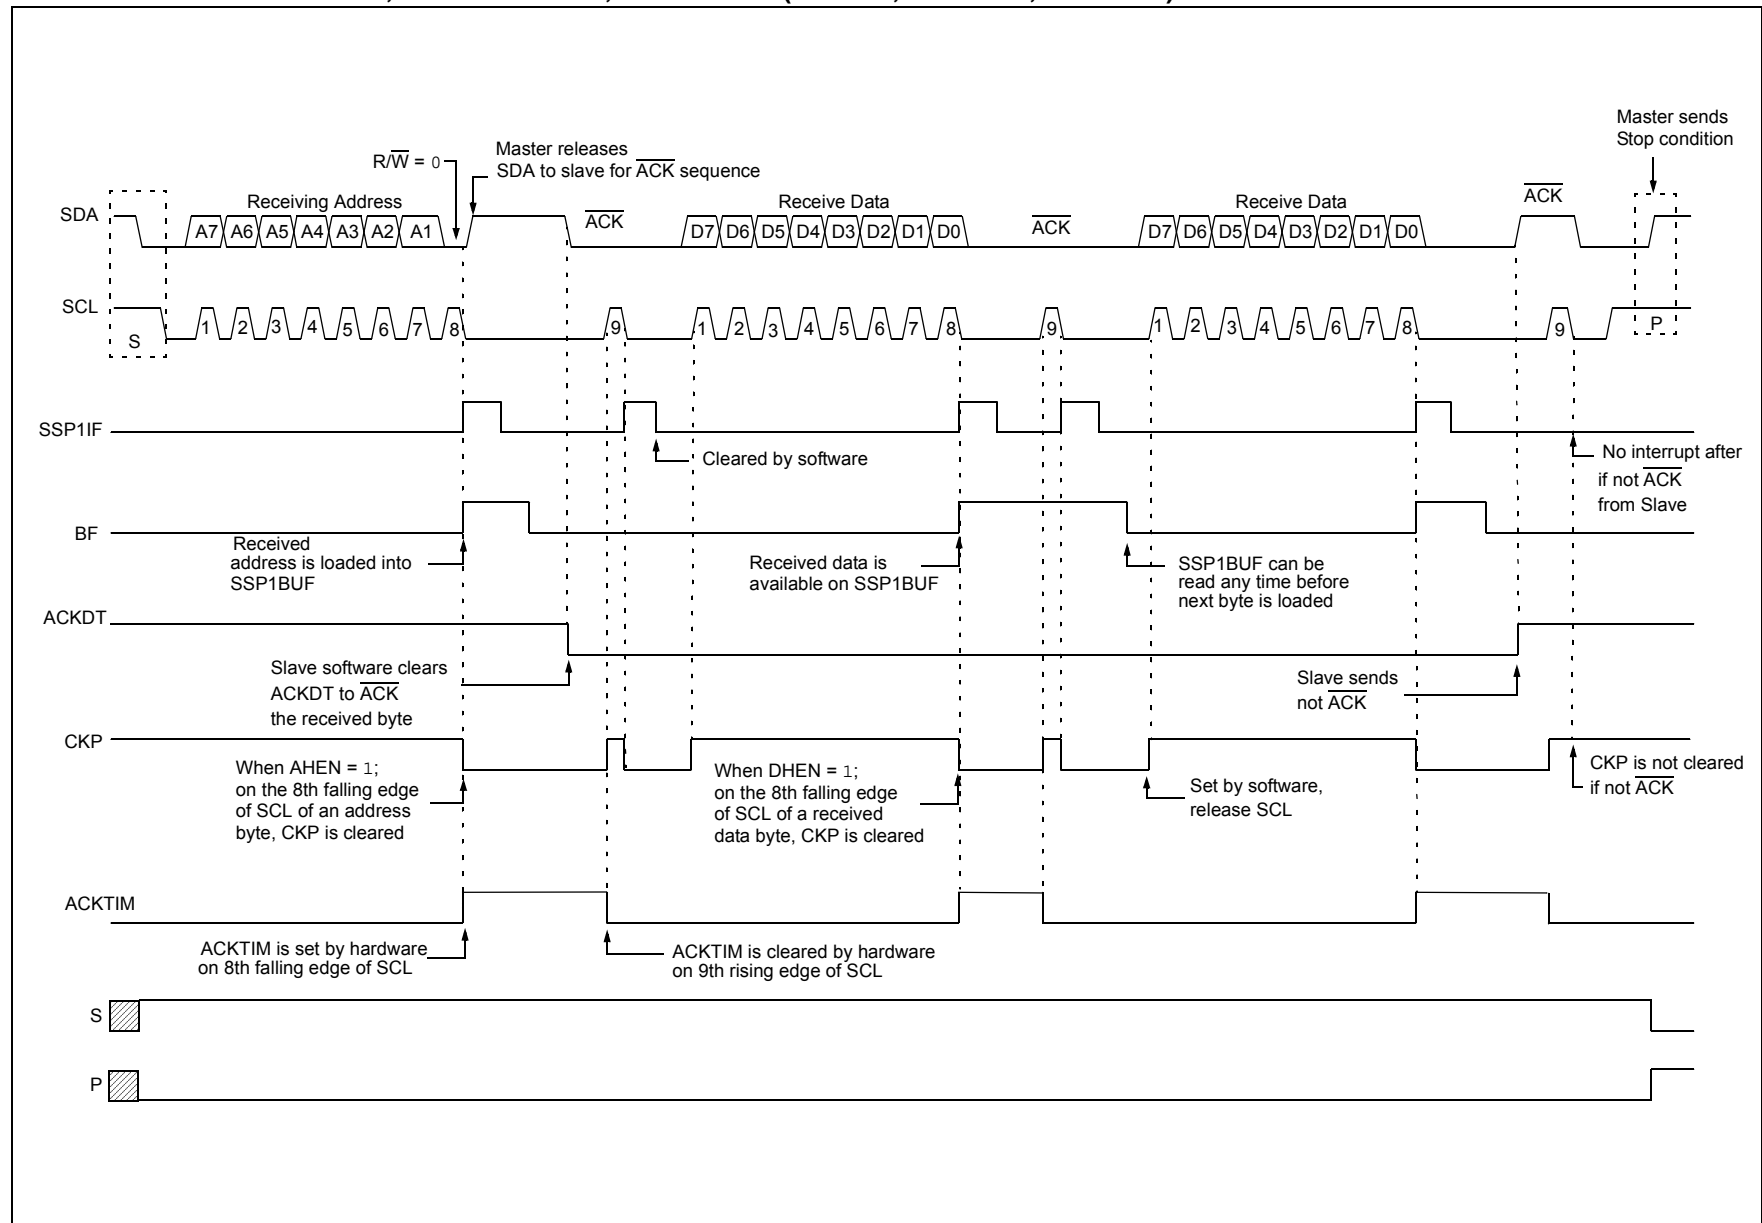 Master sends
Stop condition
R/W = 0
Master releases
SDA to slave for ACK sequence
SDA
Receiving Address
A7 A6 A5 A4 A3 A2 A1
ACK
Receive Data
D7 D6 D5 D4 D3 D2 D1 D0
ACK
Receive Data
D7 D6 D5 D4 D3 D2 D1 D0
ACK
SCL
S
1 2 3 4 5 6 7 8 9 1 2 3 4 5 6 7 8 9 1 2 3 4 5 6 7 8 9
P
SSP1IF
Cleared by software
No interrupt after
if not ACK
from Slave
BF
Received
address is loaded into
SSP1BUF
Received data is
available on SSP1BUF
SSP1BUF can be
read any time before
next byte is loaded
ACKDT
Slave software clears
ACKDT to ACK
the received byte
Slave sends
not ACK
CKP
When AHEN = 1;
on the 8th falling edge
of SCL of an address
byte, CKP is cleared
When DHEN = 1;
on the 8th falling edge
of SCL of a received
data byte, CKP is cleared
Set by software,
release SCL
CKP is not cleared
if not ACK
ACKTIM
ACKTIM is set by hardware
on 8th falling edge of SCL
ACKTIM is cleared by hardware
on 9th rising edge of SCL
S
P